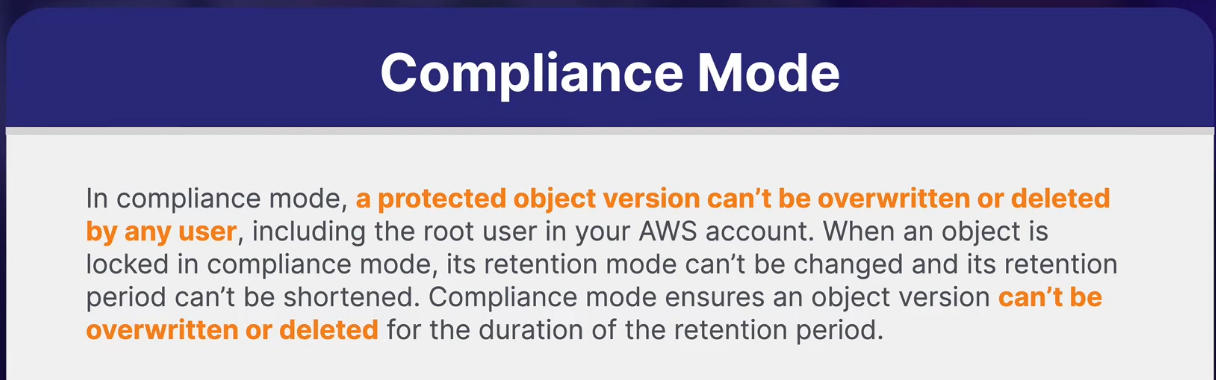 Compliance Mode
In compliance mode, a protected object version can’t be overwritten or deleted
by any user, including the root user in your AWS account. When an object is
locked in compliance mode, its retention mode can’t be changed and its retention
period can’t be shortened. Compliance mode ensures an object version can’t be
overwritten or deleted for the duration of the retention period.